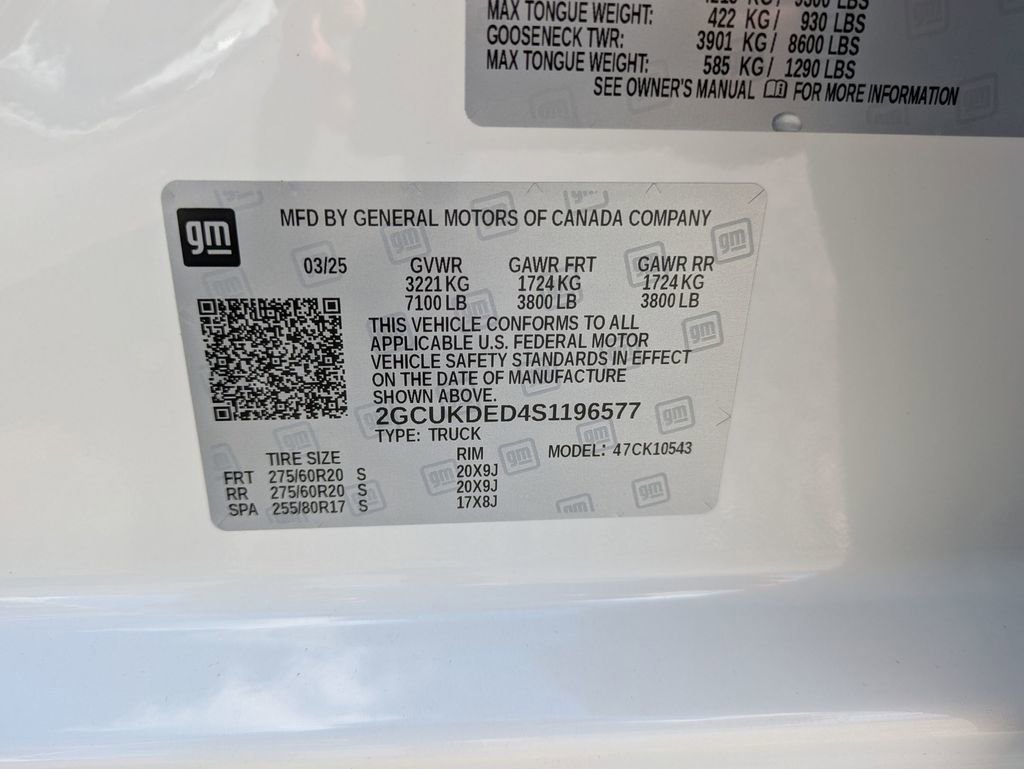 MAX TONGUE WEIGHT: 422 KG/ 930 LBS
GOOSENECK TWR: 3901 KG/ 8600 LBS
MAX TONGUE WEIGHT: 585 KG/ 1290 LBS
SEE OWNER'S MANUAL FOR MORE INFORMATION
gm
MFD BY GENERAL MOTORS OF CANADA COMPANY
03/25 GVWR GAWR FRT GAWR RR
3221 KG 1724 KG 1724 KG
7100 LB 3800 LB 3800 LB
THIS VEHICLE CONFORMS TO ALL
APPLICABLE U.S. FEDERAL MOTOR
VEHICLE SAFETY STANDARDS IN EFFECT
ON THE DATE OF MANUFACTURE
SHOWN ABOVE.
2GCUKDED4S1196577
TYPE: TRUCK
MODEL: 47CK10543
TIRE SIZE RIM
FRT 275/60R20 S 20X9J
RR 275/60R20 S 20X9J
SPA 255/80R17 S 17X8J